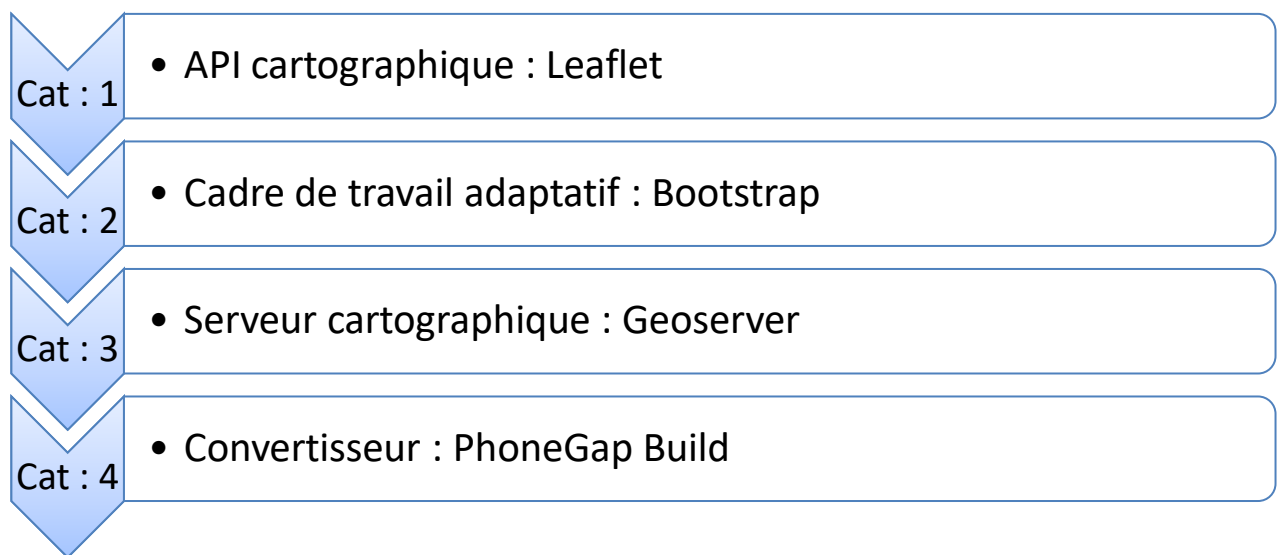 Cat : 1
• API cartographique : Leaflet
Cat : 2
• Cadre de travail adaptatif : Bootstrap
Cat : 3
• Serveur cartographique : Geoserver
Cat : 4
• Convertisseur : PhoneGap Build